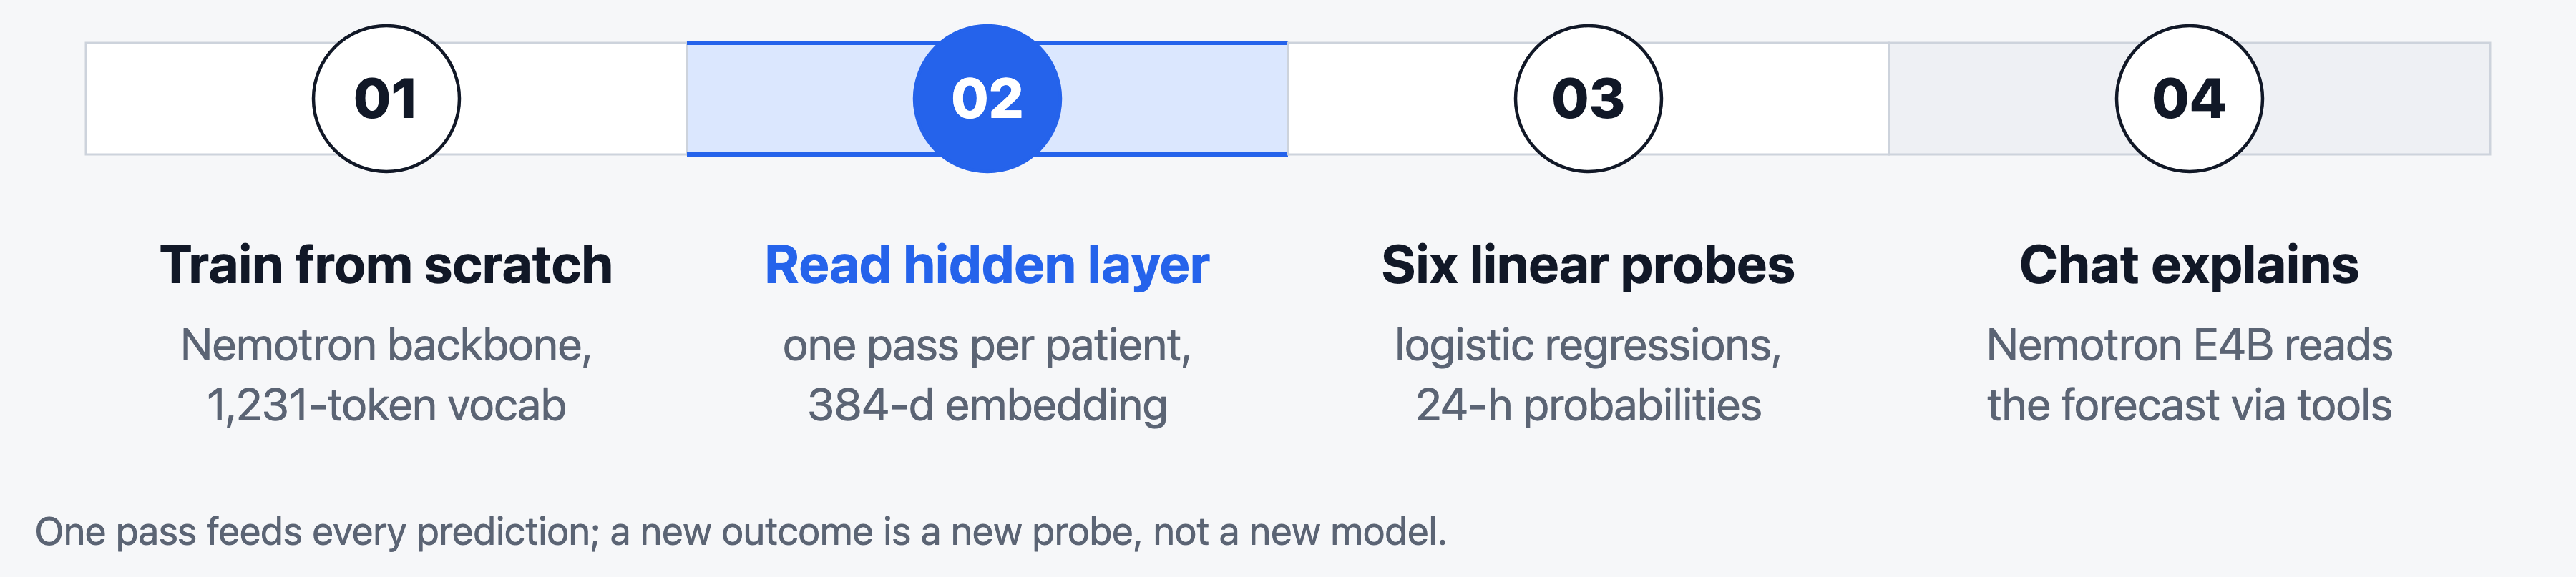 01
02
03
04
Train from scratch
Nemotron backbone,
1,231-token vocab
Read hidden layer
one pass per patient,
384-d embedding
Six linear probes
logistic regressions,
24-h probabilities
Chat explains
Nemotron E4B reads
the forecast via tools
One pass feeds every prediction; a new outcome is a new probe, not a new model.